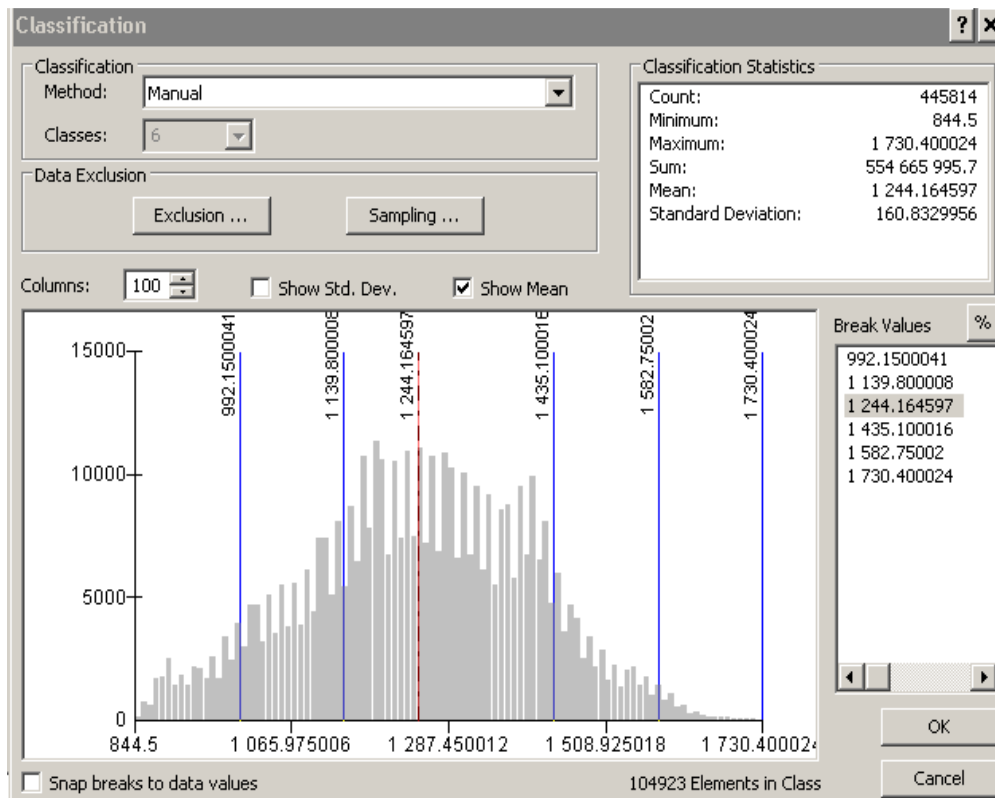 Classification
? ×
Classification
Method: Manual
Classes: 6
Data Exclusion
Exclusion ...
Sampling ...
Classification Statistics
Count: 445814
Minimum: 844.5
Maximum: 1 730.400024
Sum: 554 665 995.7
Mean: 1 244.164597
Standard Deviation: 160.8329956
Columns: 100
Show Std. Dev.
Show Mean
Break Values %
992.1500041
1 139.800008
1 244.164597
1 435.100016
1 582.75002
1 730.400024
992.1500041
1 139.800008
1 244.164597
1 435.100016
1 582.75002
1 730.400024
15000
10000
5000
0
844.5 1 065.975006 1 287.450012 1 508.925018 1 730.400024
OK
Snap breaks to data values
104923 Elements in Class
Cancel